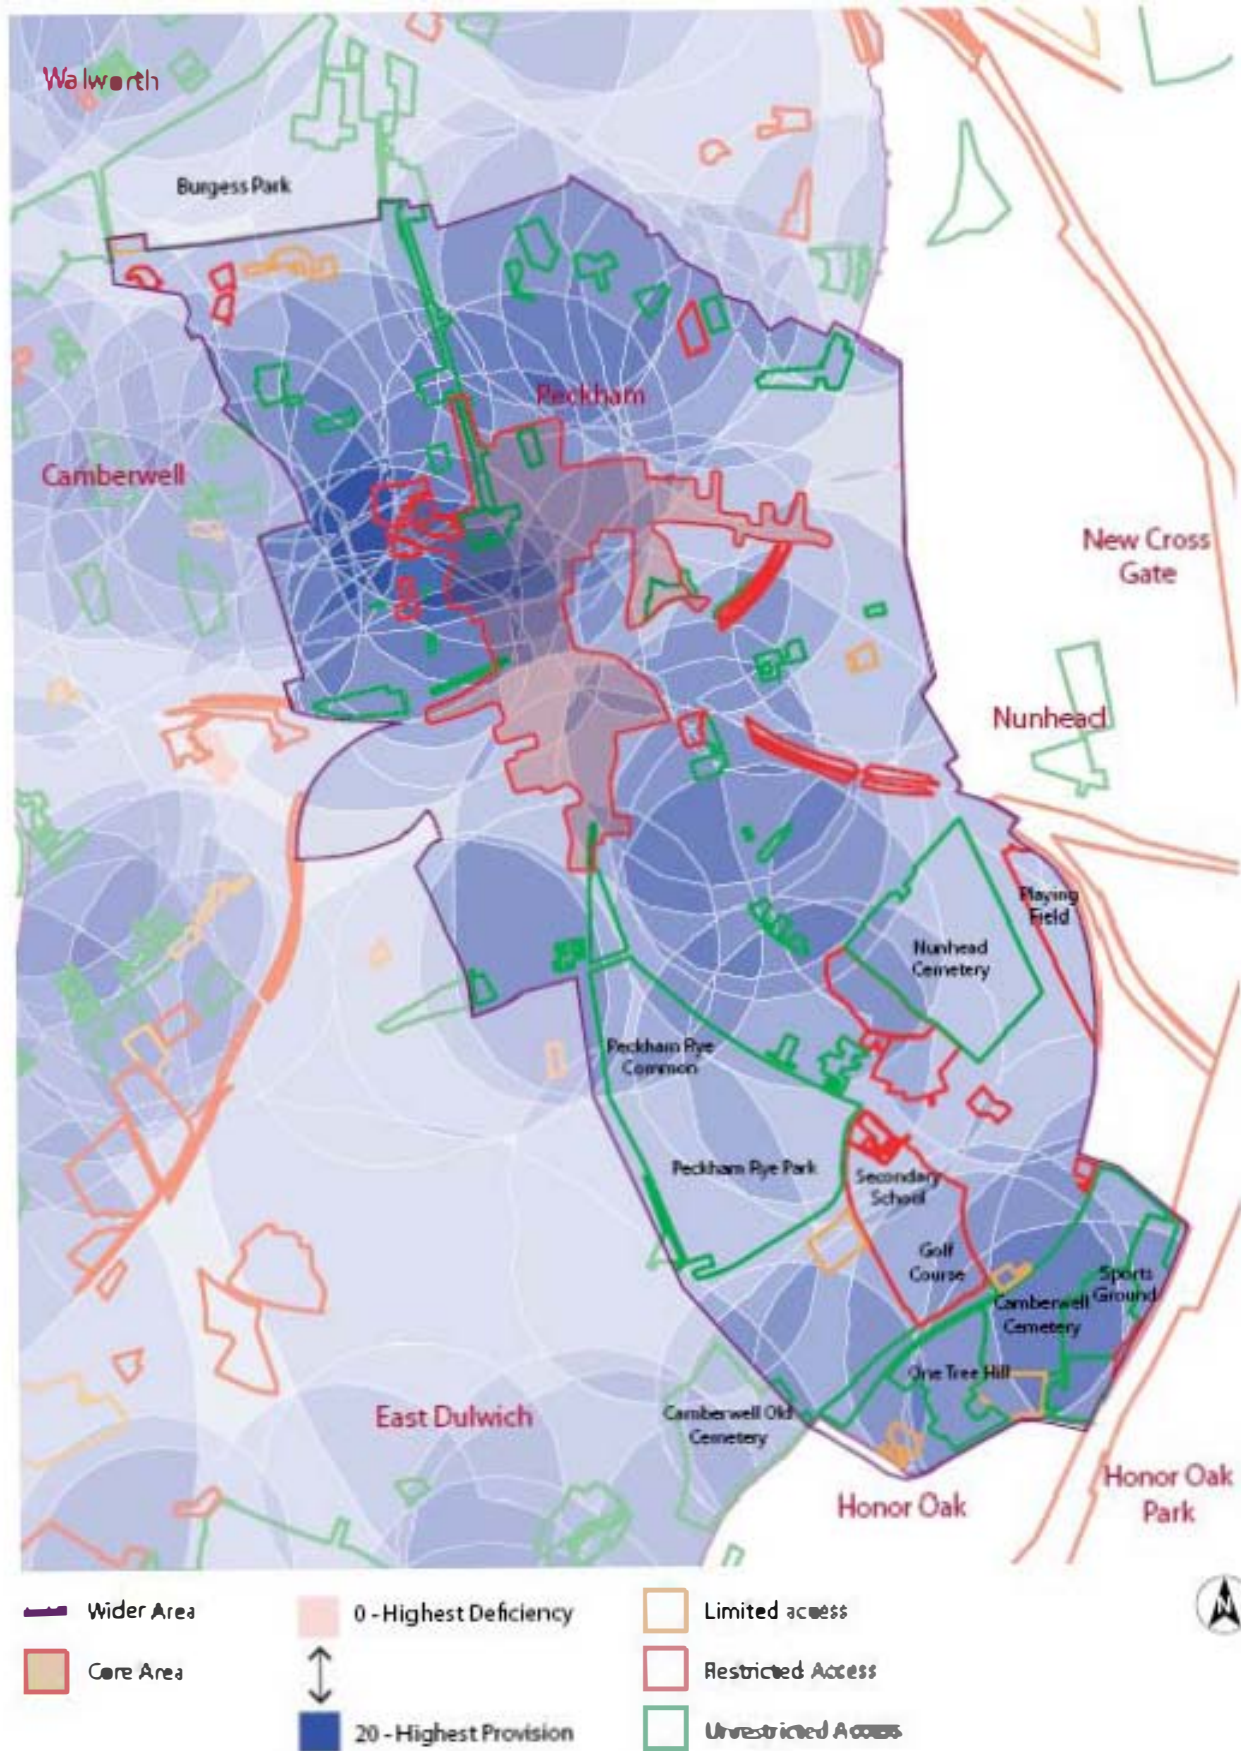 Walworth
Burgess Park
Peckham
Camberwell
New Cross
Gate
Nunhead
Playing
Field
Nunhead
Cemetery
Peckham Rye
Common
Peckham Rye Park
Secondary
School
Golf
Course
Sports
Ground
Camberwell
Cemetery
One Tree Hill
East Dulwich
Camberwell Old
Cemetery
Honor Oak
Honor Oak
Park
Wider Area
0 - Highest Deficiency
Limited access
N
Core Area
Restricted Access
20 - Highest Provision
Unrestricted Access